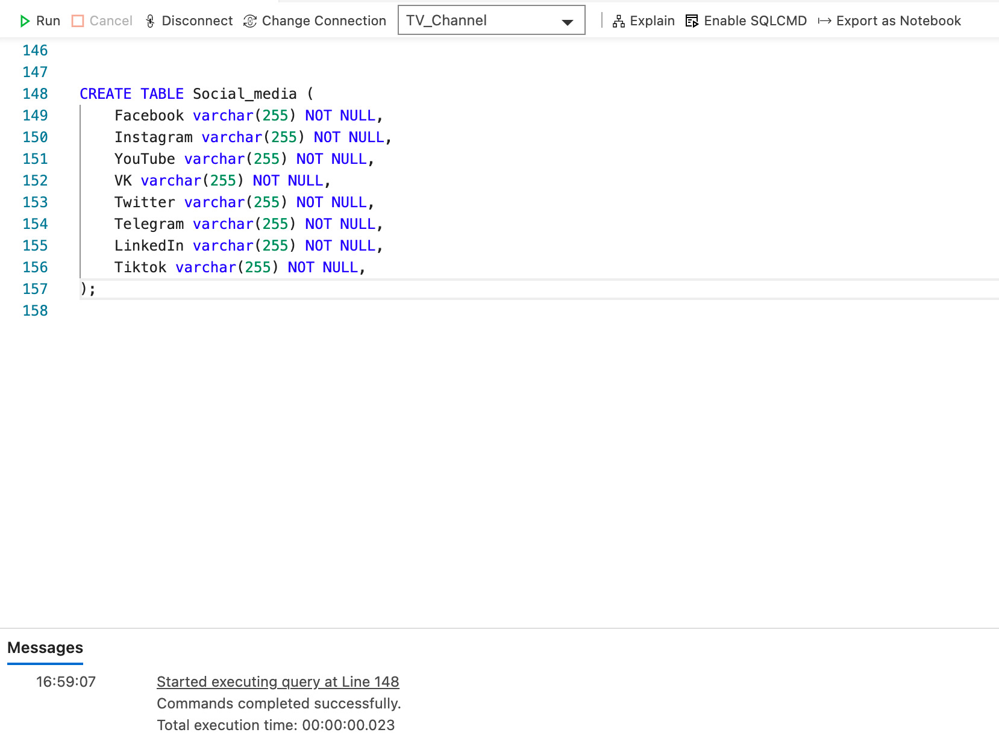 Run Cancel Disconnect Change Connection TV_Channel Explain Enable SQLCMD Export as Notebook
146
147
148 CREATE TABLE Social_media (
149 Facebook varchar(255) NOT NULL,
150 Instagram varchar(255) NOT NULL,
151 YouTube varchar(255) NOT NULL,
152 VK varchar(255) NOT NULL,
153 Twitter varchar(255) NOT NULL,
154 Telegram varchar(255) NOT NULL,
155 LinkedIn varchar(255) NOT NULL,
156 Tiktok varchar(255) NOT NULL,
157 );
158
Messages
16:59:07 Started executing query at Line 148
Commands completed successfully.
Total execution time: 00:00:00.023